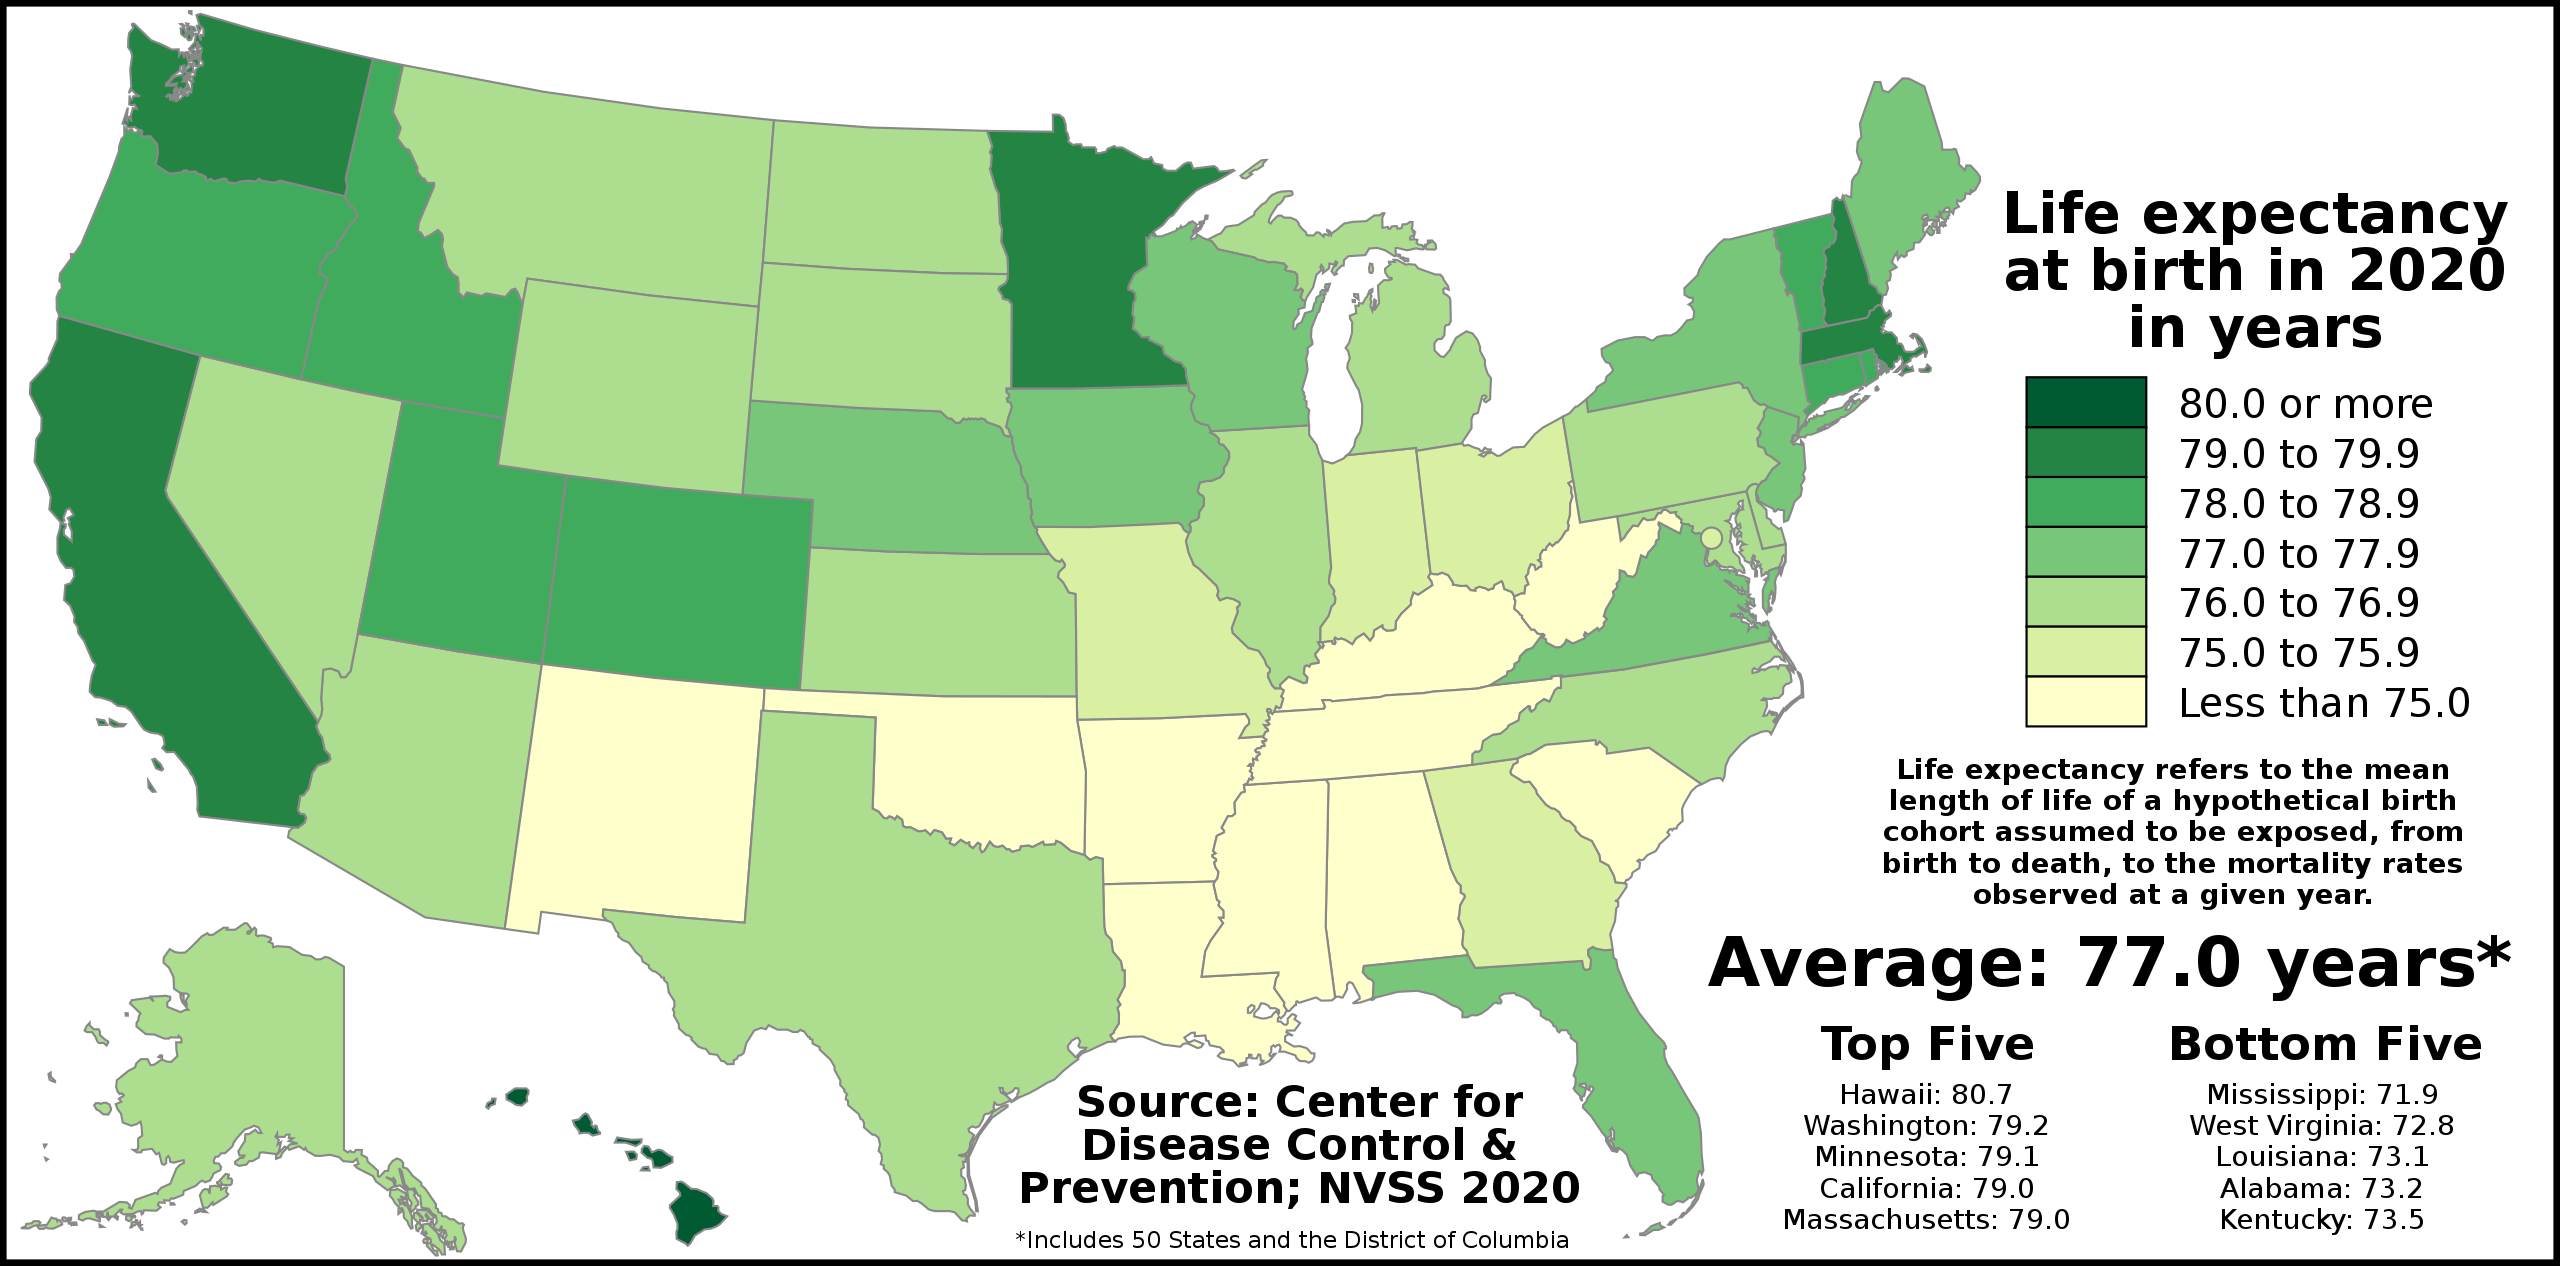 Life expectancy
at birth in 2020
in years
80.0 or more
79.0 to 79.9
78.0 to 78.9
77.0 to 77.9
76.0 to 76.9
75.0 to 75.9
Less than 75.0
Life expectancy refers to the mean
length of life of a hypothetical birth
cohort assumed to be exposed, from
birth to death, to the mortality rates
observed at a given year.
Average: 77.0 years*
Top Five
Hawaii: 80.7
Washington: 79.2
Minnesota: 79.1
California: 79.0
Massachusetts: 79.0
Bottom Five
Mississippi: 71.9
West Virginia: 72.8
Louisiana: 73.1
Alabama: 73.2
Kentucky: 73.5
Source: Center for
Disease Control &
Prevention; NVSS 2020
*Includes 50 States and the District of Columbia